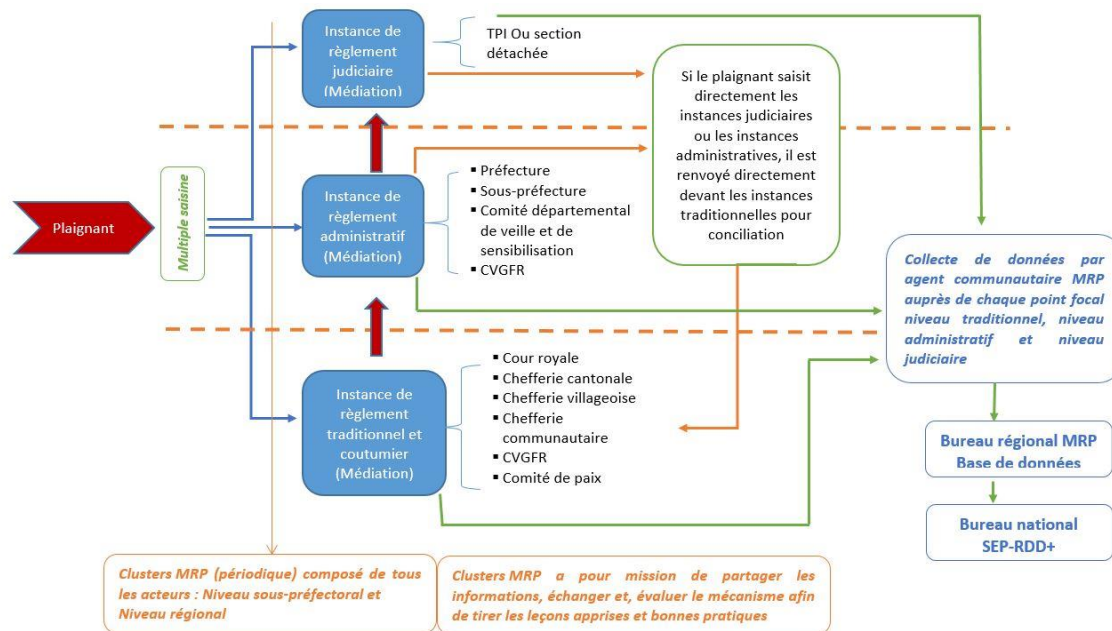 Plaignant
Multiple saisine
Instance de
règlement
judiciaire
(Médiation)
TPI Ou section
détachée
Instance de
règlement
administratif
(Médiation)
▪ Préfecture
▪ Sous-préfecture
▪ Comité départemental
de veille et de
sensibilisation
▪ CVGFR
Instance de
règlement
traditionnel et
coutumier
(Médiation)
▪ Cour royale
▪ Chefferie cantonale
▪ Chefferie villageoise
▪ Chefferie
communautaire
▪ CVGFR
▪ Comité de paix
Si le plaignant saisit
directement les
instances judiciaires
ou les instances
administratives, il est
renvoyé directement
devant les instances
traditionnelles pour
conciliation
Collecte de données par
agent communautaire MRP
auprès de chaque point focal
niveau traditionnel, niveau
administratif et niveau
judiciaire
Bureau régional MRP
Base de données
Bureau national
SEP-RDD+
Clusters MRP (périodique) composé de tous
les acteurs : Niveau sous-préfectoral et
Niveau régional
Clusters MRP a pour mission de partager les
informations, échanger et, évaluer le mécanisme afin
de tirer les leçons apprises et bonnes pratiques